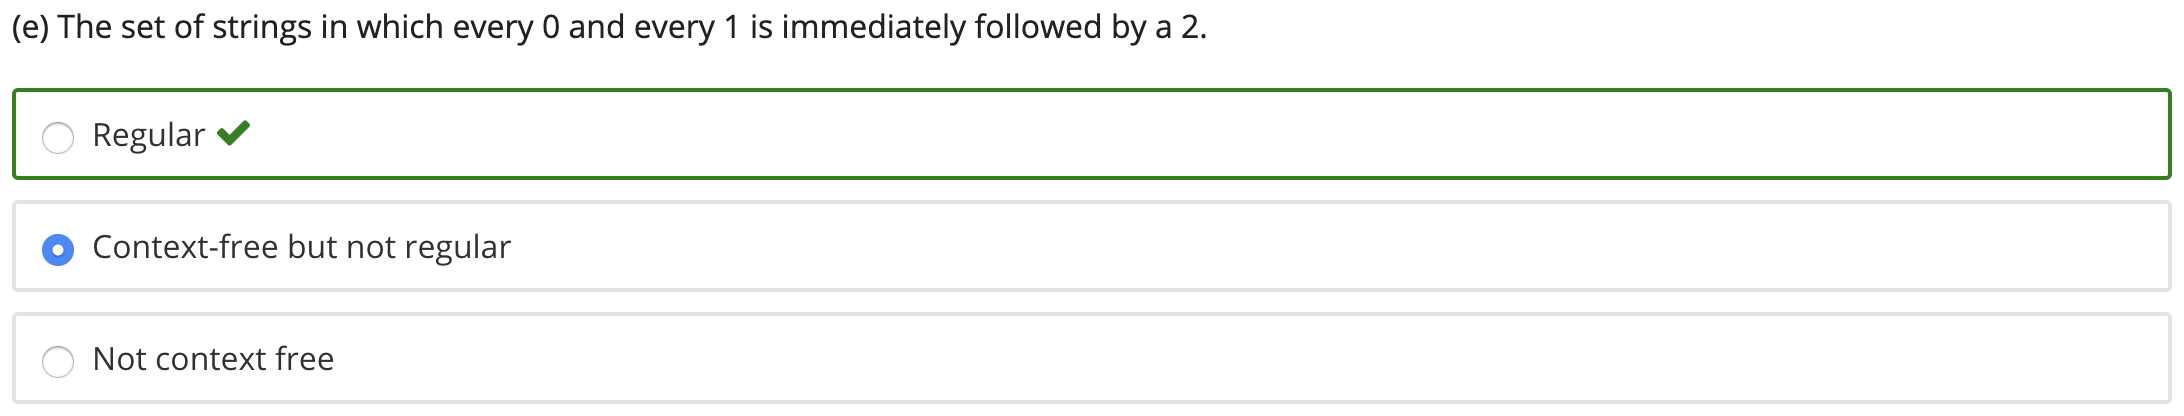 (e) The set of strings in which every 0 and every 1 is immediately followed by a 2.
Regular
Context-free but not regular
Not context free